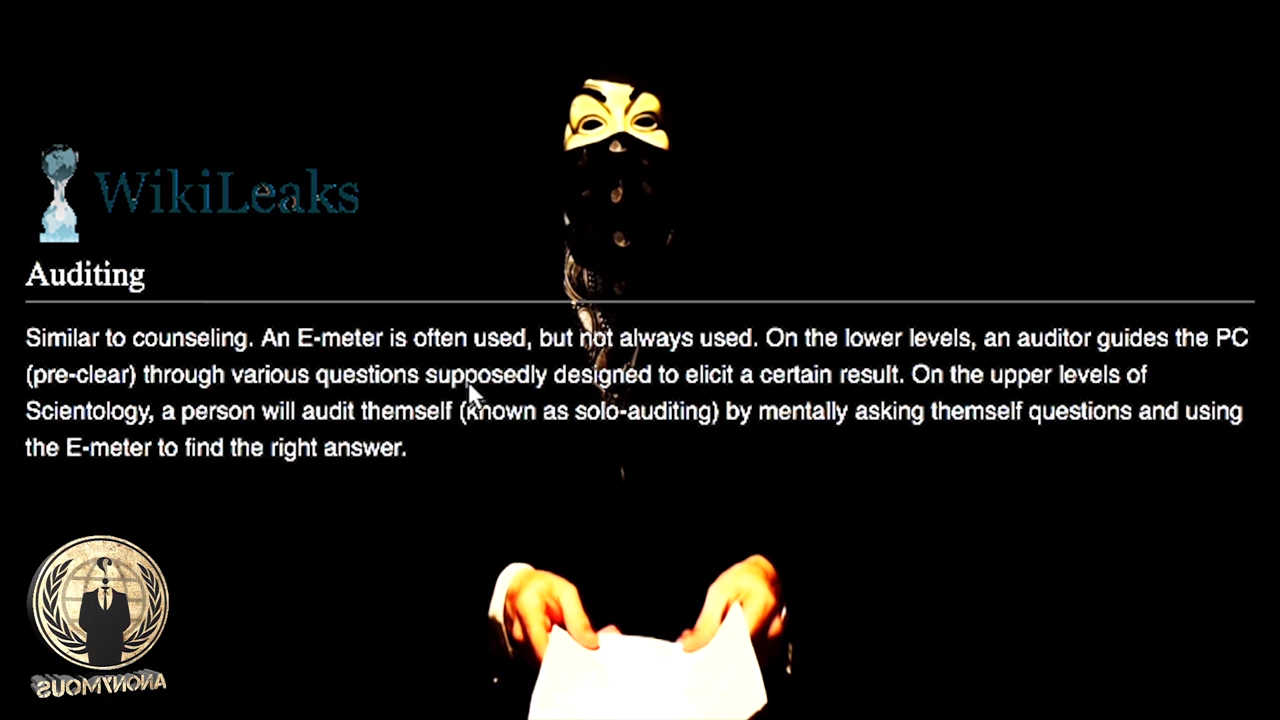 WikiLeaks
Auditing
Similar to counseling. An E-meter is often used, but not always used. On the lower levels, an auditor guides the PC
(pre-clear) through various questions supposedly designed to elicit a certain result. On the upper levels of
Scientology, a person will audit themself (known as solo-auditing) by mentally asking themself questions and using
the E-meter to find the right answer.
ANONYMOUS